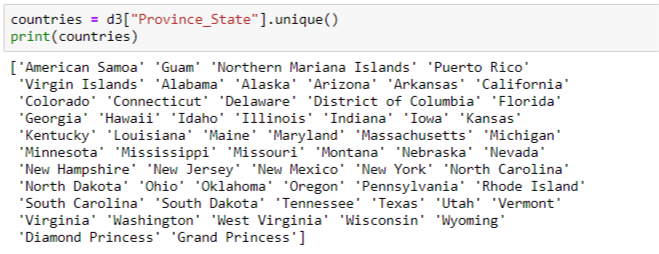 countries = d3["Province_State"].unique()
print(countries)
['American Samoa' 'Guam' 'Northern Mariana Islands' 'Puerto Rico'
'Virgin Islands' 'Alabama' 'Alaska' 'Arizona' 'Arkansas' 'California'
'Colorado' 'Connecticut' 'Delaware' 'District of Columbia' 'Florida'
'Georgia' 'Hawaii' 'Idaho' 'Illinois' 'Indiana' 'Iowa' 'Kansas'
'Kentucky' 'Louisiana' 'Maine' 'Maryland' 'Massachusetts' 'Michigan'
'Minnesota' 'Mississippi' 'Missouri' 'Montana' 'Nebraska' 'Nevada'
'New Hampshire' 'New Jersey' 'New Mexico' 'New York' 'North Carolina'
'North Dakota' 'Ohio' 'Oklahoma' 'Oregon' 'Pennsylvania' 'Rhode Island'
'South Carolina' 'South Dakota' 'Tennessee' 'Texas' 'Utah' 'Vermont'
'Virginia' 'Washington' 'West Virginia' 'Wisconsin' 'Wyoming'
'Diamond Princess' 'Grand Princess']